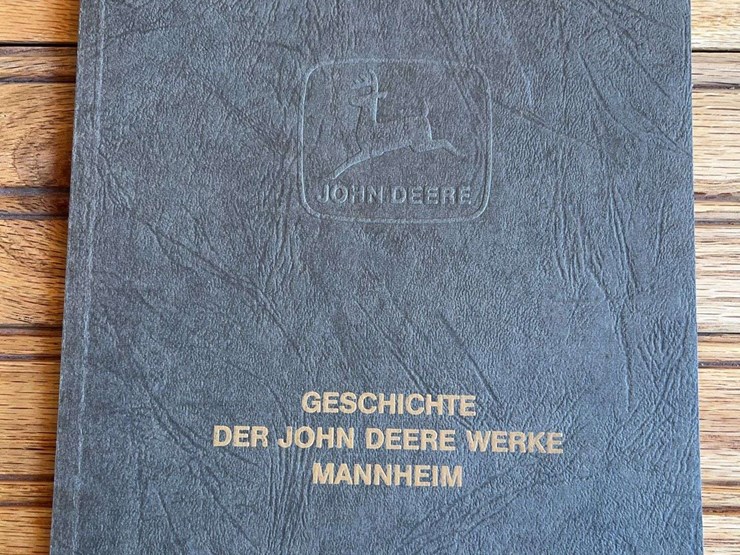 JOHN DEERE
GESCHICHTE
DER JOHN DEERE WERKE
MANNHEIM